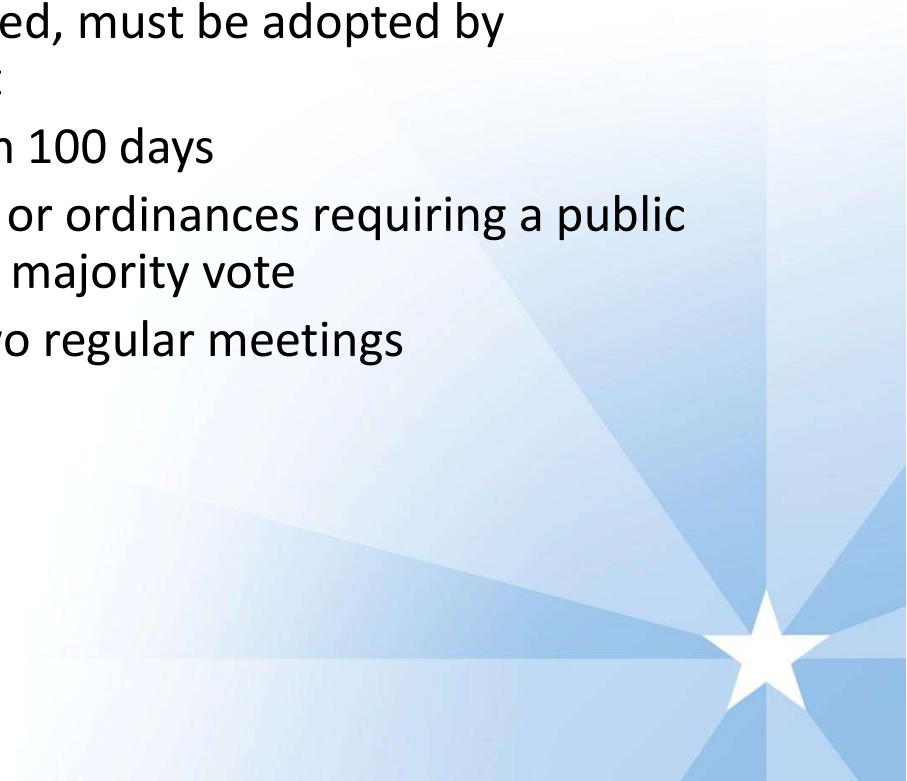 ed, must be adopted by
100 days
or ordinances requiring a public
majority vote
regular meetings